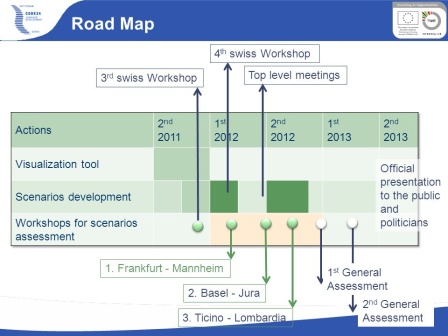 CODE24
Road Map
4th swiss Workshop
3rd swiss Workshop
Top level meetings
Actions
2nd 2011
1st 2012
2nd 2012
1st 2013
2nd 2013
Visualization tool
Scenarios development
Workshops for scenarios
assessment
Official
presentation
to the public
and
politicians
1. Frankfurt - Mannheim
2. Basel - Jura
3. Ticino - Lombardia
1st General
Assessment
2nd General
Assessment